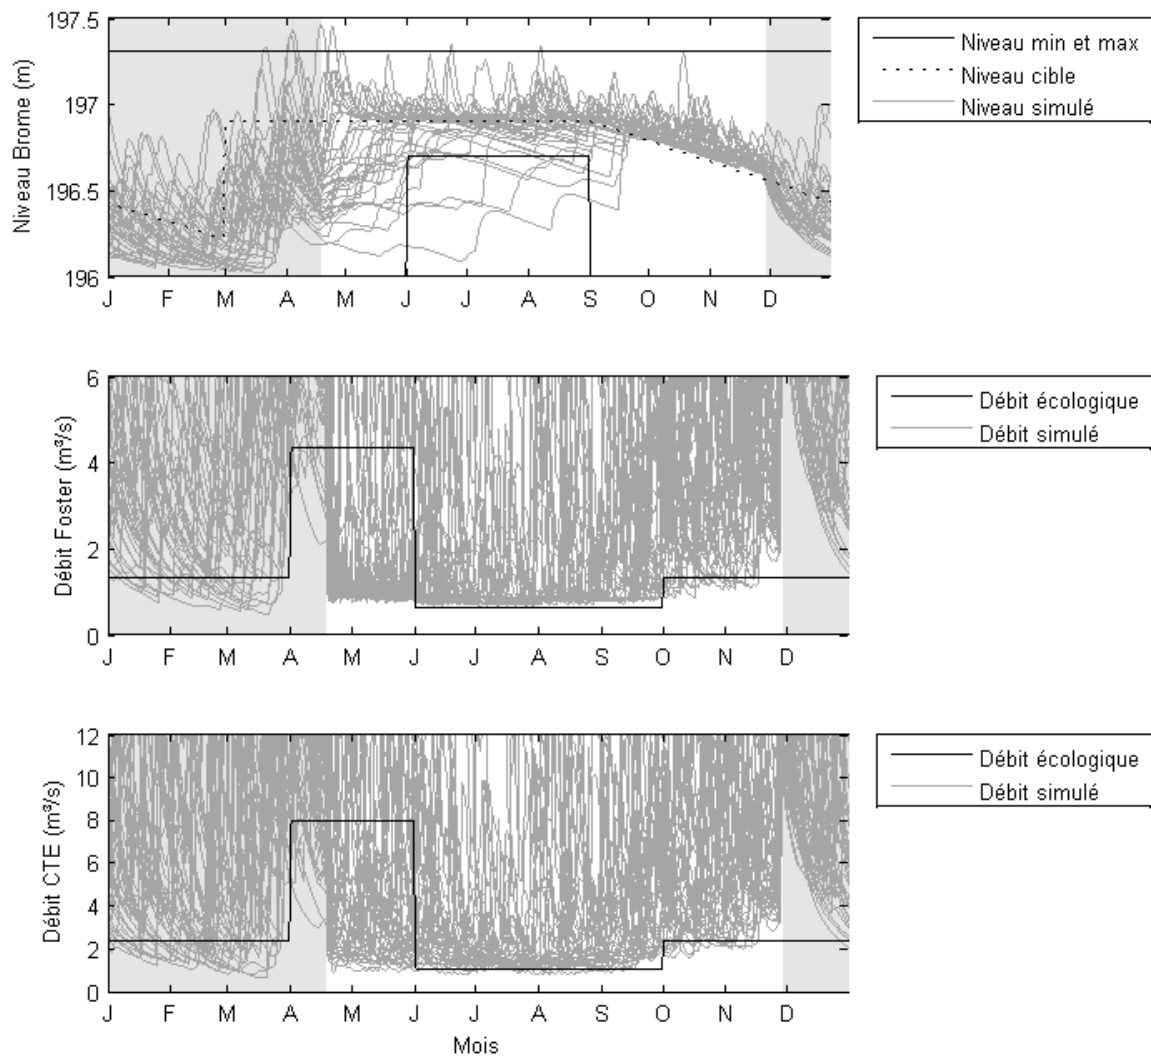 197.5
197
196.5
196
Niveau Brome (m)
J F M A M J J A S O N D
Niveau min et max
Niveau cible
Niveau simulé
6
4
2
0
Débit Foster (m³/s)
J F M A M J J A S O N D
Débit écologique
Débit simulé
12
10
8
6
4
2
0
Débit CTE (m³/s)
J F M A M J J A S O N D
Mois
Débit écologique
Débit simulé